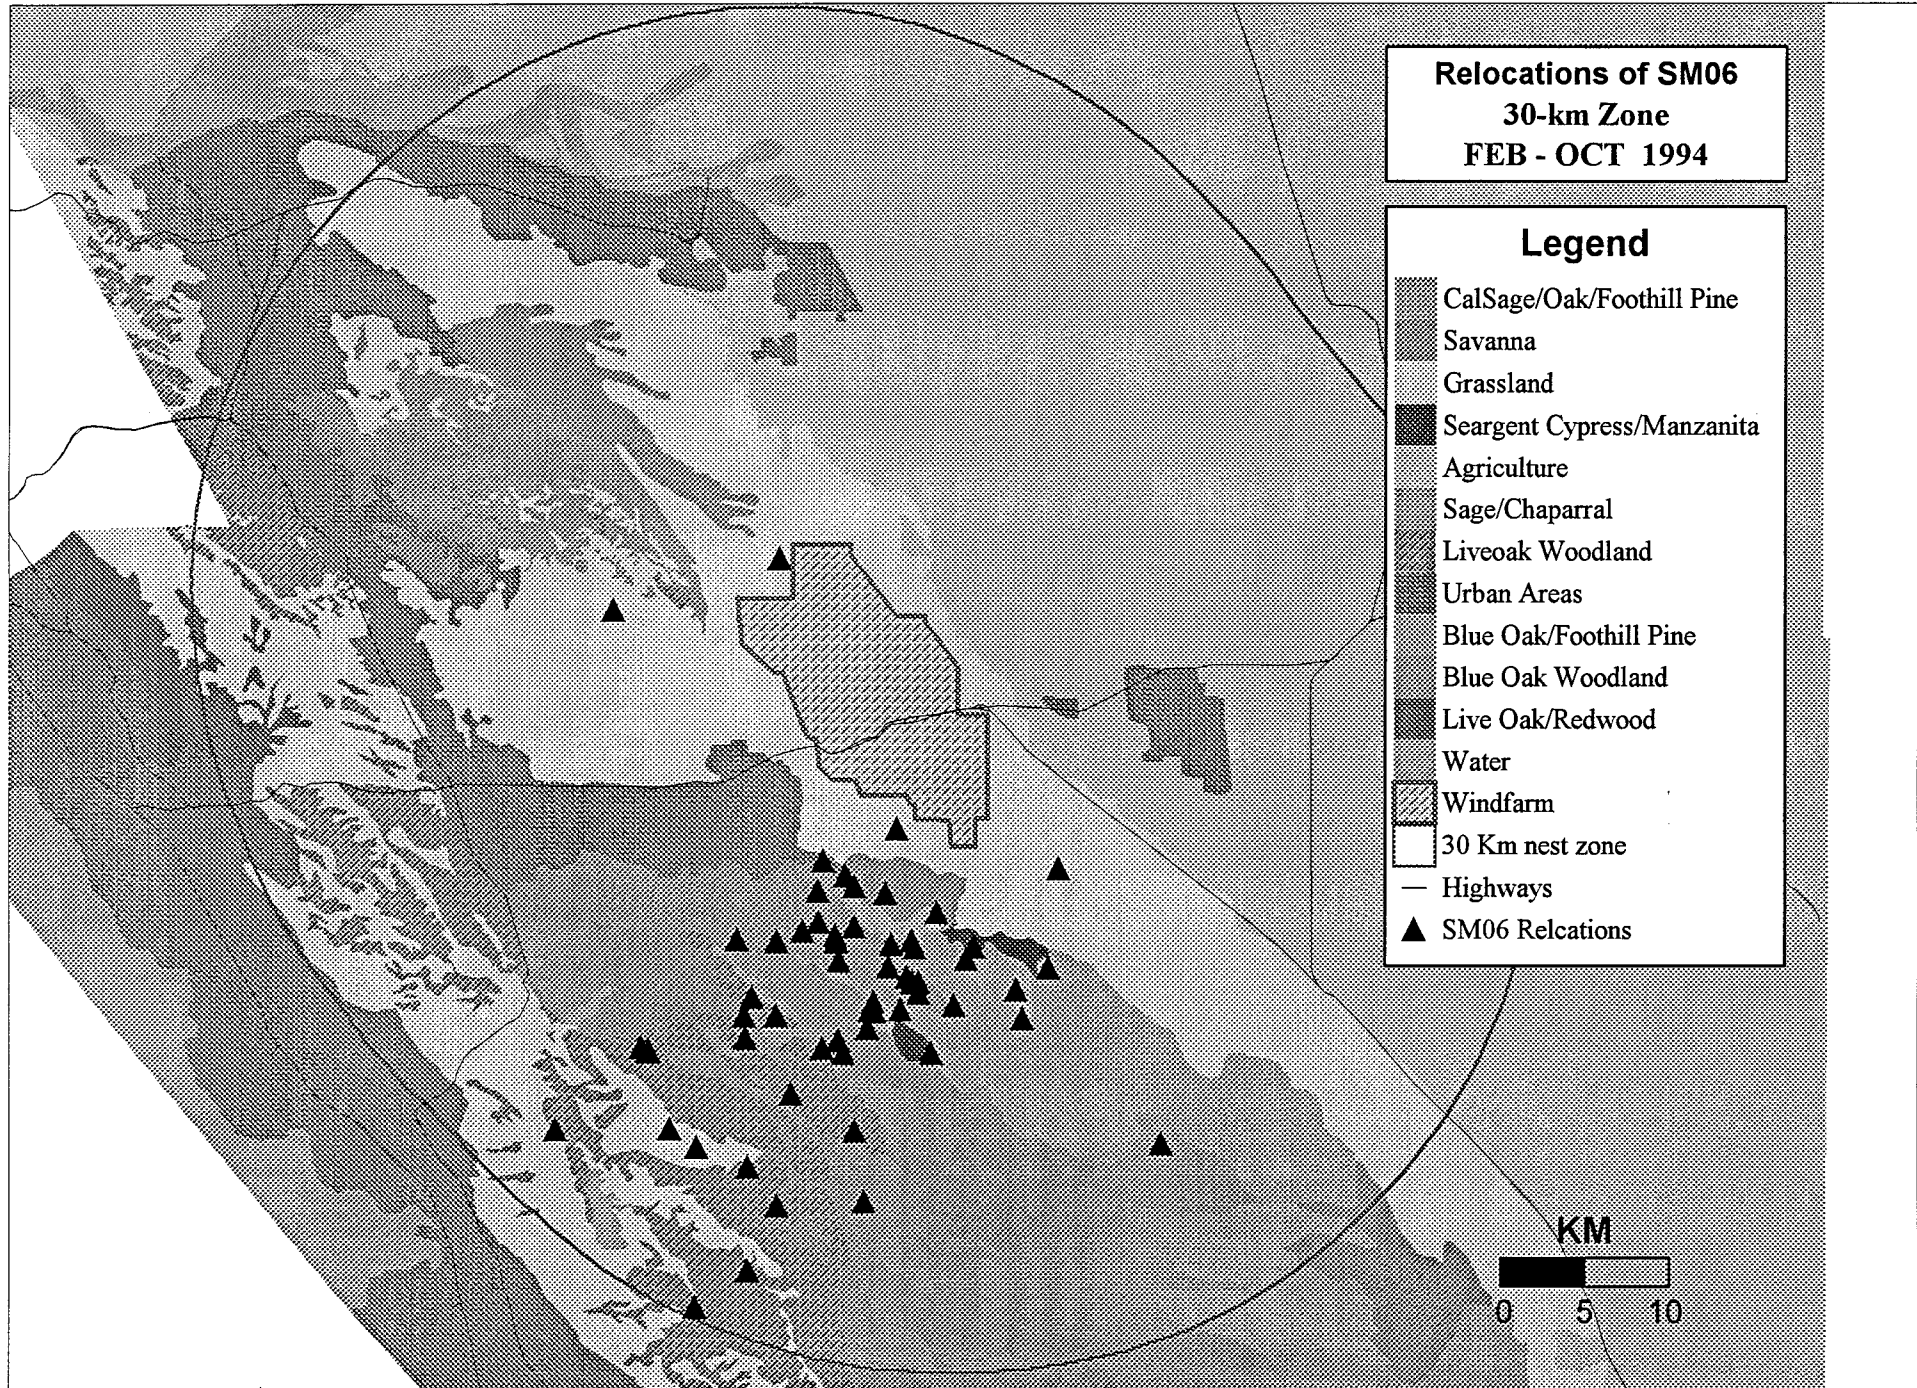 Relocations of SM06
30-km Zone
FEB - OCT 1994
Legend
CalSage/Oak/Foothill Pine
Savanna
Grassland
Seargent Cypress/Manzanita
Agriculture
Sage/Chaparral
Liveoak Woodland
Urban Areas
Blue Oak/Foothill Pine
Blue Oak Woodland
Live Oak/Redwood
Water
Windfarm
30 Km nest zone
Highways
SM06 Relcations
KM
0 5 10